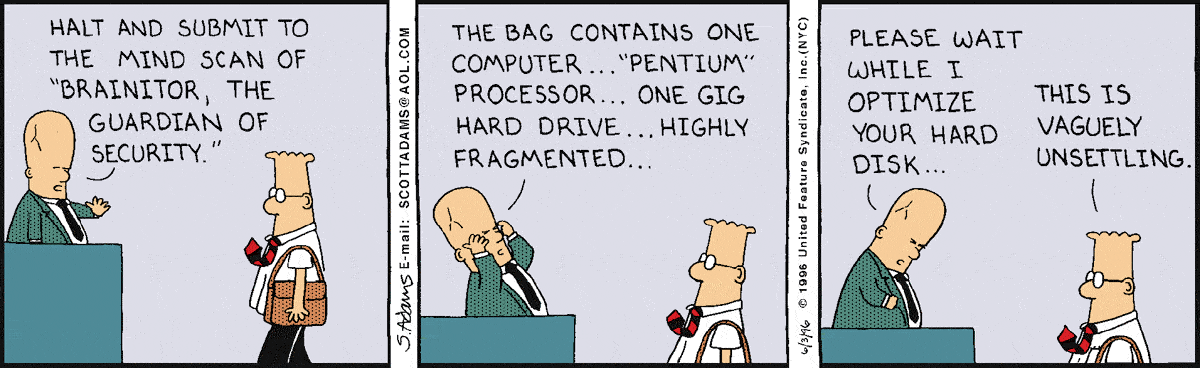 HALT AND SUBMIT TO
THE MIND SCAN OF
"BRAINITOR, THE
GUARDIAN OF
SECURITY."
S.Adams E-mail: SCOTTADAMS@AOL.COM
THE BAG CONTAINS ONE
COMPUTER... "PENTIUM"
PROCESSOR... ONE GIG
HARD DRIVE... HIGHLY
FRAGMENTED...
6/3/96 © 1996 United Feature Syndicate, Inc.(NYC)
PLEASE WAIT
WHILE I
OPTIMIZE
YOUR HARD
DISK...
THIS IS
VAGUELY
UNSETTLING.